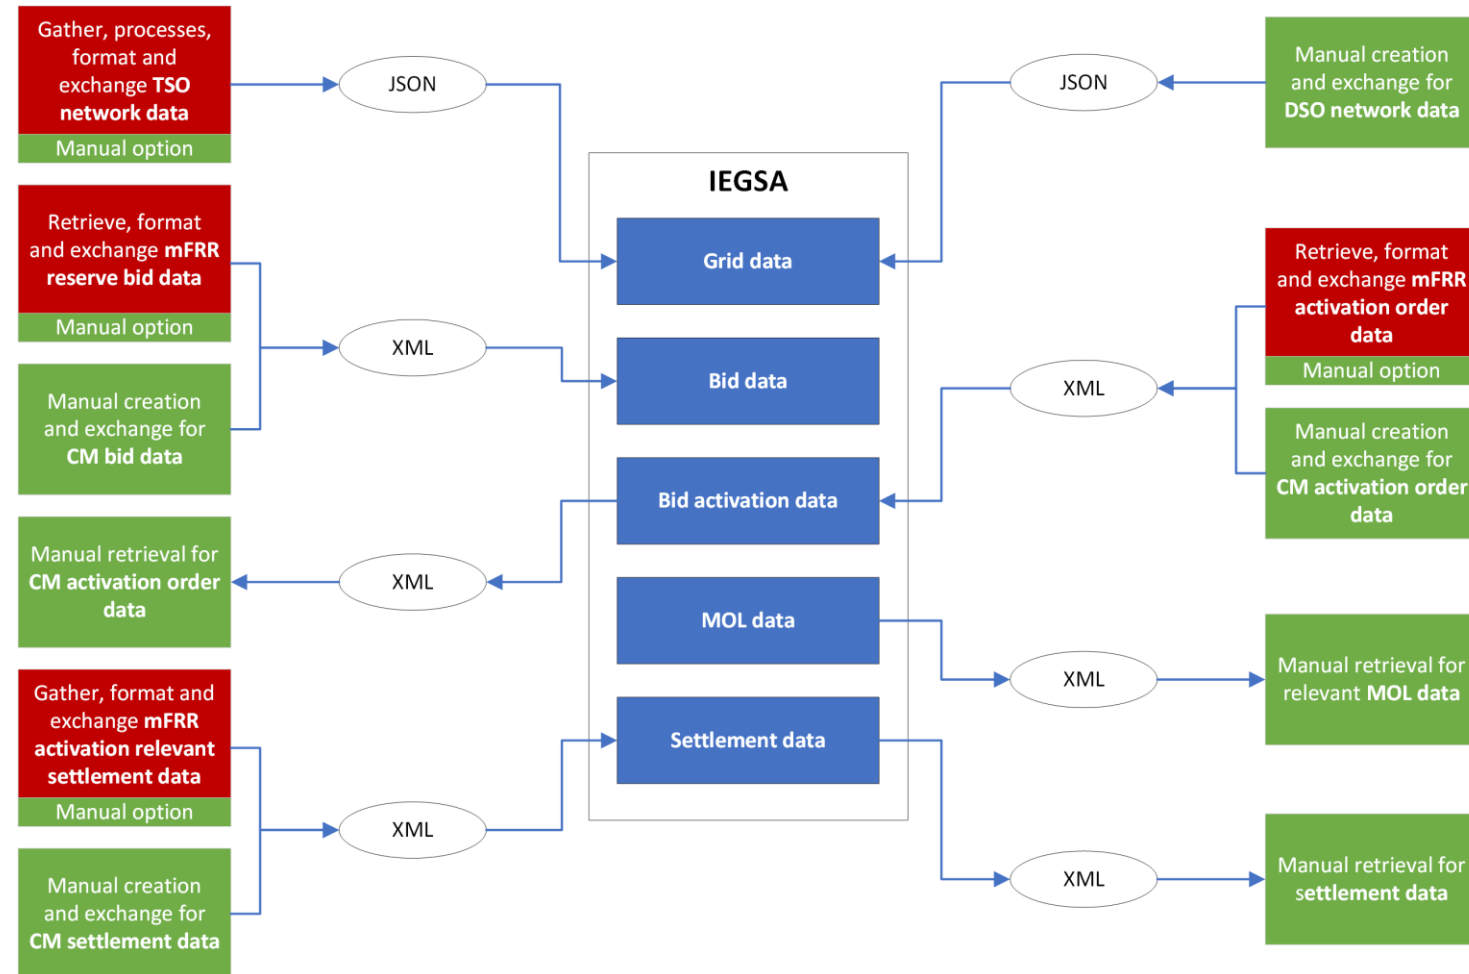 Gather, processes,
format and
exchange TSO
network data
Manual option
JSON
JSON
Manual creation
and exchange for
DSO network data
IEGSA
Retrieve, format
and exchange mFRR
reserve bid data
Manual option
XML
Manual creation
and exchange for
CM bid data
Grid data
Bid data
Bid activation data
MOL data
Settlement data
Retrieve, format
and exchange mFRR
activation order
data
Manual option
XML
Manual creation
and exchange for
CM activation order
data
Manual retrieval for
CM activation order
data
XML
XML
Manual retrieval for
relevant MOL data
Gather, format and
exchange mFRR
activation relevant
settlement data
Manual option
XML
Manual creation
and exchange for
CM settlement data
XML
Manual retrieval for
settlement data